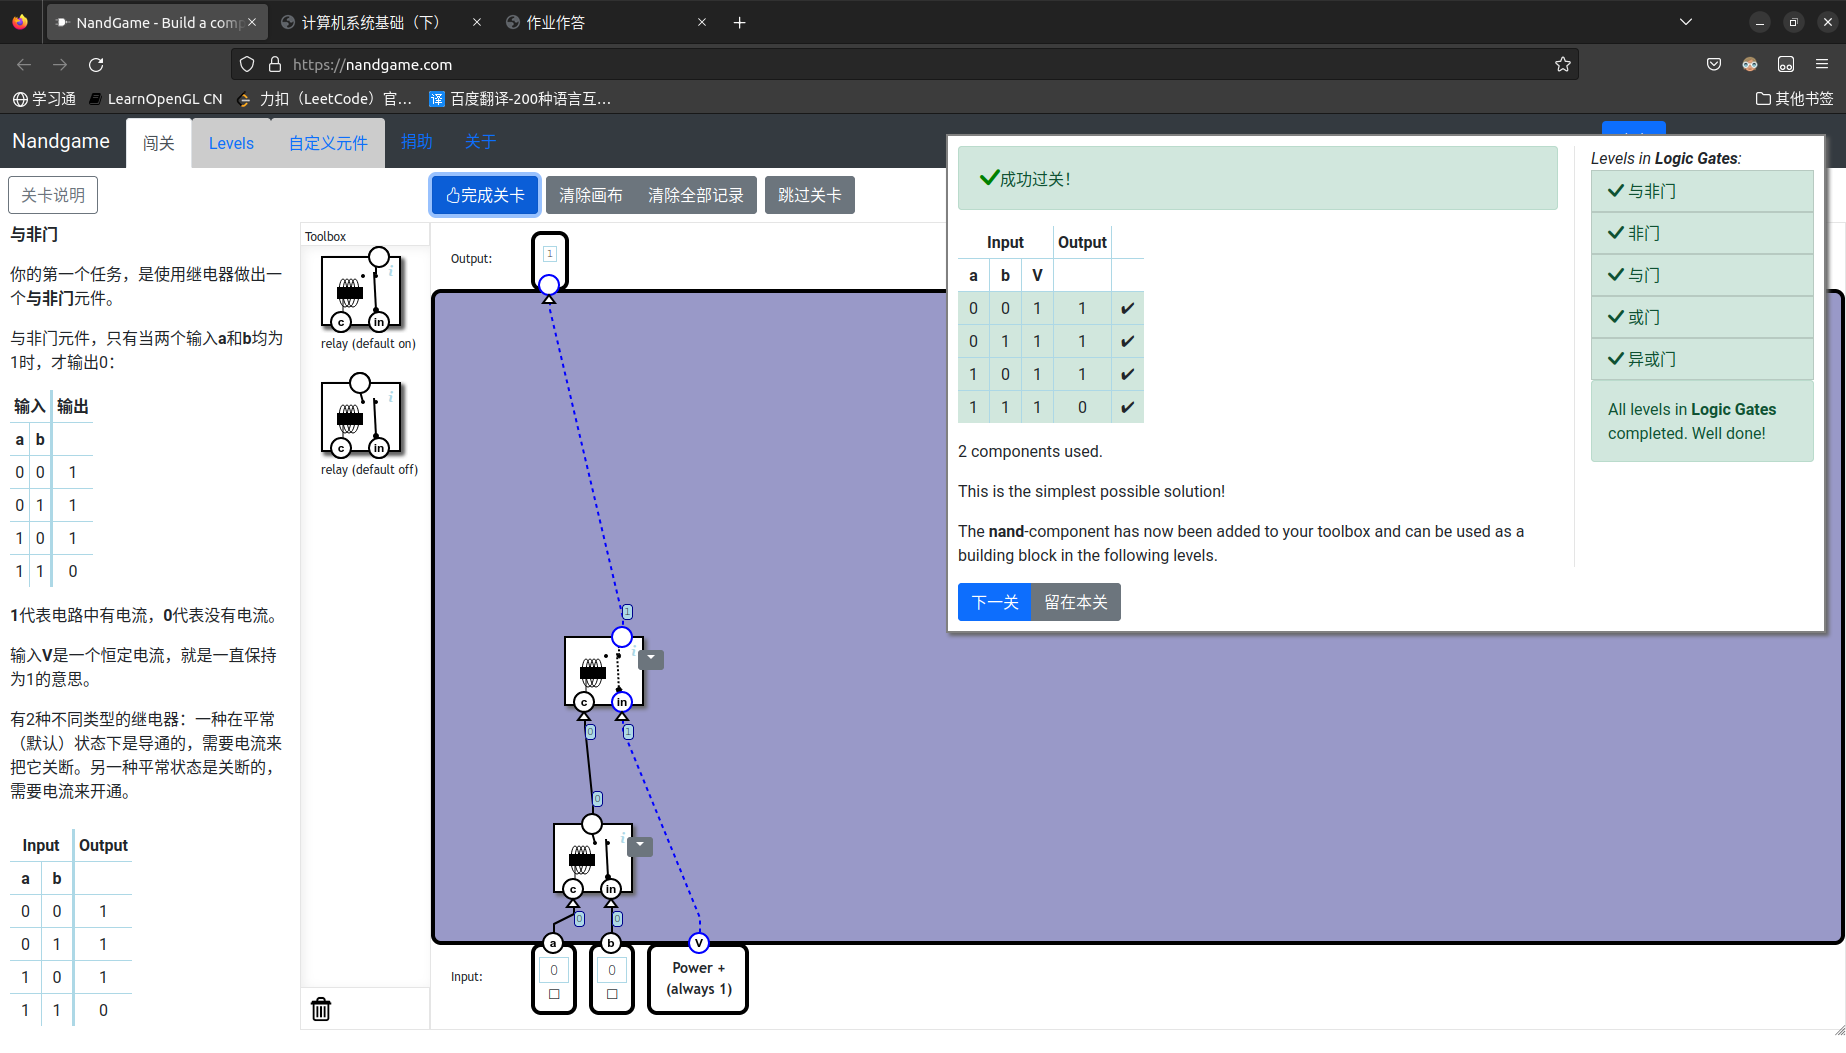 NandGame - Build a comp
计算机系统基础（下）
作业作答
https://nandgame.com
学习通
LearnOpenGL CN
力扣（LeetCode）官…
译 百度翻译-200种语言互…
其他书签
Nandgame
闯关
Levels
自定义元件
捐助
关于
关卡说明
完成关卡
清除画布
清除全部记录
跳过关卡
与非门
你的第一个任务，是使用继电器做出一
个与非门元件。
与非门元件，只有当两个输入a和b均为
1时，才输出0：
输入 输出
a b
0 0 1
0 1 1
1 0 1
1 1 0
1代表电路中有电流，0代表没有电流。
输入V是一个恒定电流，就是一直保持
为1的意思。
有2种不同类型的继电器：一种在平常
（默认）状态下是导通的，需要电流来
把它关断。另一种平常状态是关断的，
需要电流来开通。
Input Output
a b
0 0 1
0 1 1
1 0 1
1 1 0
Toolbox
i
c in
relay (default on)
i
c in
relay (default off)
Output:
1
1
i
c in
0 1
0
i
c in
0 0
a b V
Input:
0 0
Power +
(always 1)
成功过关！
Input Output
a b V
0 0 1 1 ✔
0 1 1 1 ✔
1 0 1 1 ✔
1 1 1 0 ✔
2 components used.
This is the simplest possible solution!
The nand-component has now been added to your toolbox and can be used as a
building block in the following levels.
下一关
留在本关
Levels in Logic Gates:
与非门
非门
与门
或门
异或门
All levels in Logic Gates
completed. Well done!